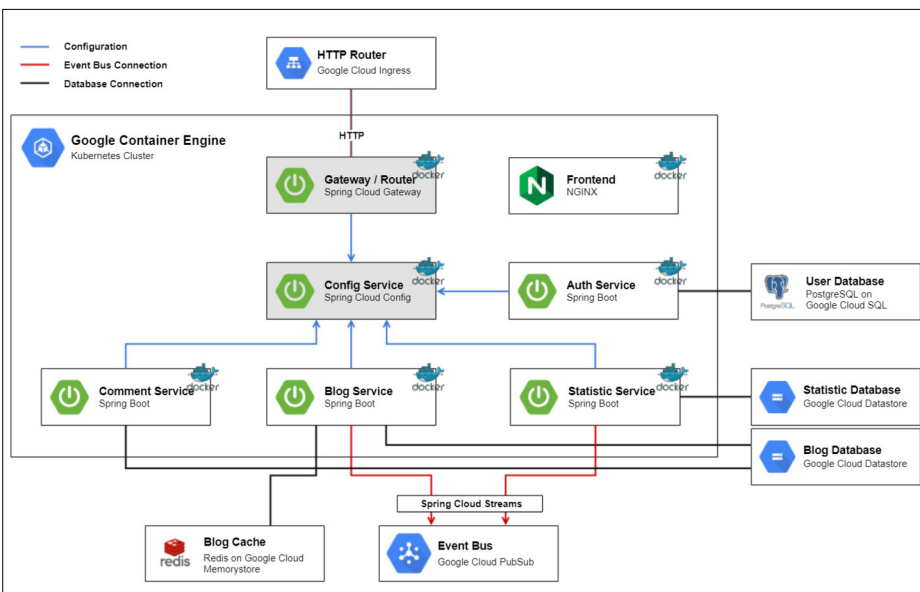 Configuration
Event Bus Connection
Database Connection
HTTP Router
Google Cloud Ingress
Google Container Engine
Kubernetes Cluster
HTTP
Gateway / Router
Spring Cloud Gateway
docker
Frontend
NGINX
docker
Config Service
Spring Cloud Config
docker
Auth Service
Spring Boot
docker
PostgreSQL
User Database
PostgreSQL on
Google Cloud SQL
Comment Service
Spring Boot
docker
Blog Service
Spring Boot
docker
Statistic Service
Spring Boot
docker
Statistic Database
Google Cloud Datastore
Blog Database
Google Cloud Datastore
Spring Cloud Streams
redis
Blog Cache
Redis on Google Cloud
Memorystore
Event Bus
Google Cloud PubSub